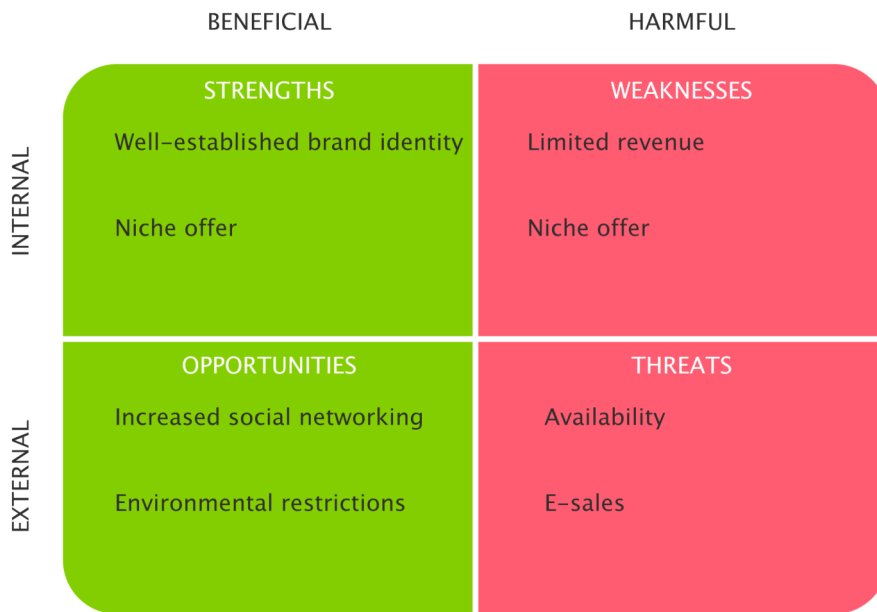 BENEFICIAL
HARMFUL
INTERNAL
STRENGTHS
Well-established brand identity
Niche offer
WEAKNESSES
Limited revenue
Niche offer
EXTERNAL
OPPORTUNITIES
Increased social networking
Environmental restrictions
THREATS
Availability
E-sales